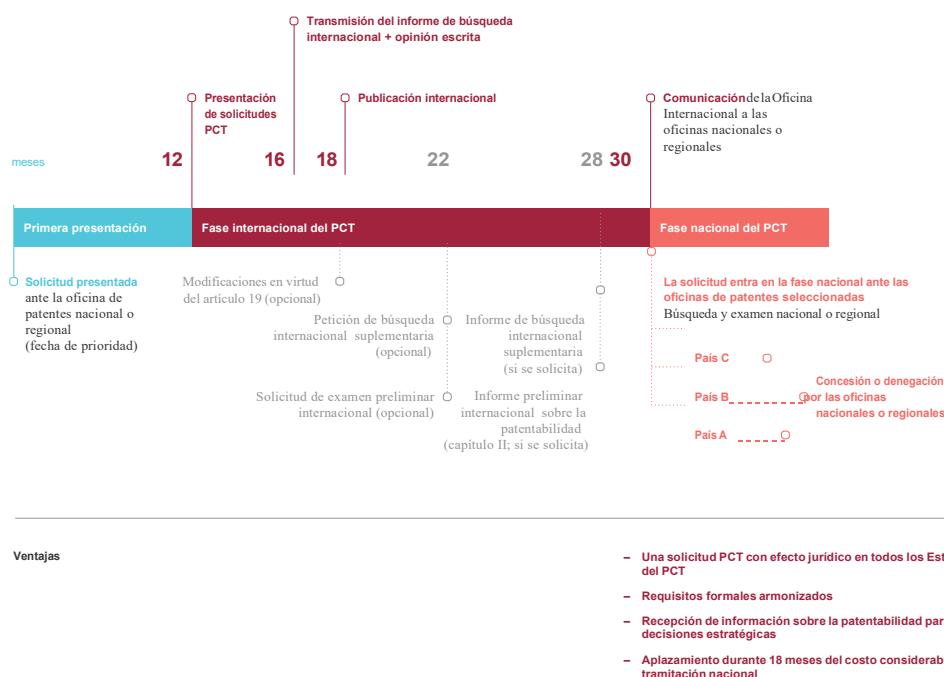 Transmisión del informe de búsqueda
internacional + opinión escrita
Presentación
de solicitudes
PCT
Publicación internacional
Comunicación de la Oficina
Internacional a las
oficinas nacionales o
regionales
meses
12
16
18
22
28
30
Primera presentación
Fase internacional del PCT
Fase nacional del PCT
Solicitud presentada
ante la oficina de
patentes nacional o
regional
(fecha de prioridad)
Modificaciones en virtud
del artículo 19 (opcional)
Petición de búsqueda
internacional suplementaria
(opcional)
Solicitud de examen preliminar
internacional (opcional)
Informe de búsqueda
internacional
suplementaria
(si se solicita)
Informe preliminar
internacional sobre la
patentabilidad
(capítulo II; si se solicita)
La solicitud entra en la fase nacional ante las
oficinas de patentes seleccionadas
Búsqueda y examen nacional o regional
País C
País B
País A
Concesión o denegación
por las oficinas
nacionales o regionales
Ventajas
– Una solicitud PCT con efecto jurídico en todos los
del PCT
– Requisitos formales armonizados
– Recepción de información sobre la patentabilidad
decisiones estratégicas
– Aplazamiento durante 18 meses del costo
tramitación nacional